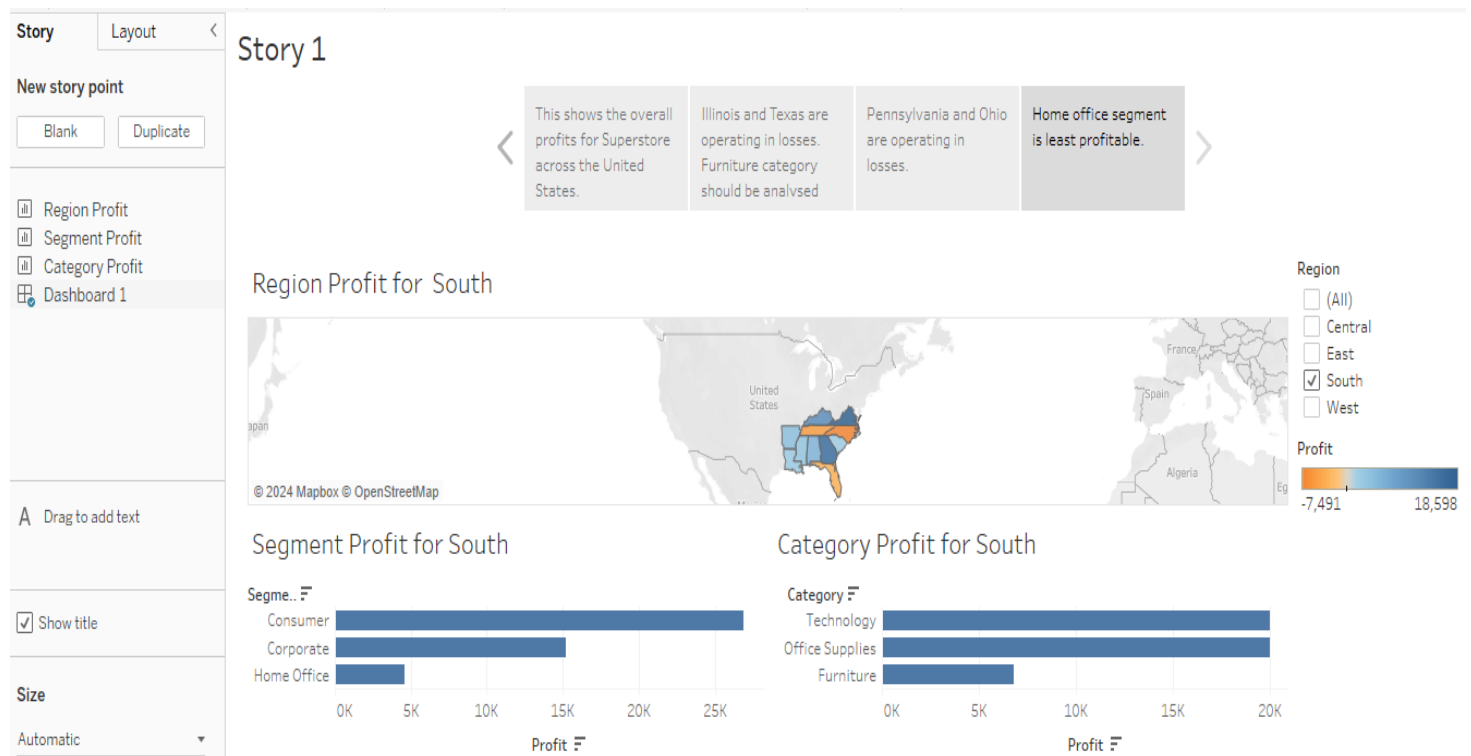 Story
Layout
Story 1
New story point
Blank
Duplicate
This shows the overall
profits for Superstore
across the United
States.
Illinois and Texas are
operating in losses.
Furniture category
should be analysed
Pennsylvania and Ohio
are operating in
losses.
Home office segment
is least profitable.
Region Profit
Segment Profit
Category Profit
Dashboard 1
A Drag to add text
Show title
Size
Automatic
Region Profit for South
United
States
France
Spain
Algeria
Eg
apan
© 2024 Mapbox © OpenStreetMap
Region
(All)
Central
East
South
West
Profit
-7,491 18,598
Segment Profit for South
Segme..
Consumer
Corporate
Home Office
0K 5K 10K 15K 20K 25K
Profit
Category Profit for South
Category
Technology
Office Supplies
Furniture
0K 5K 10K 15K 20K
Profit